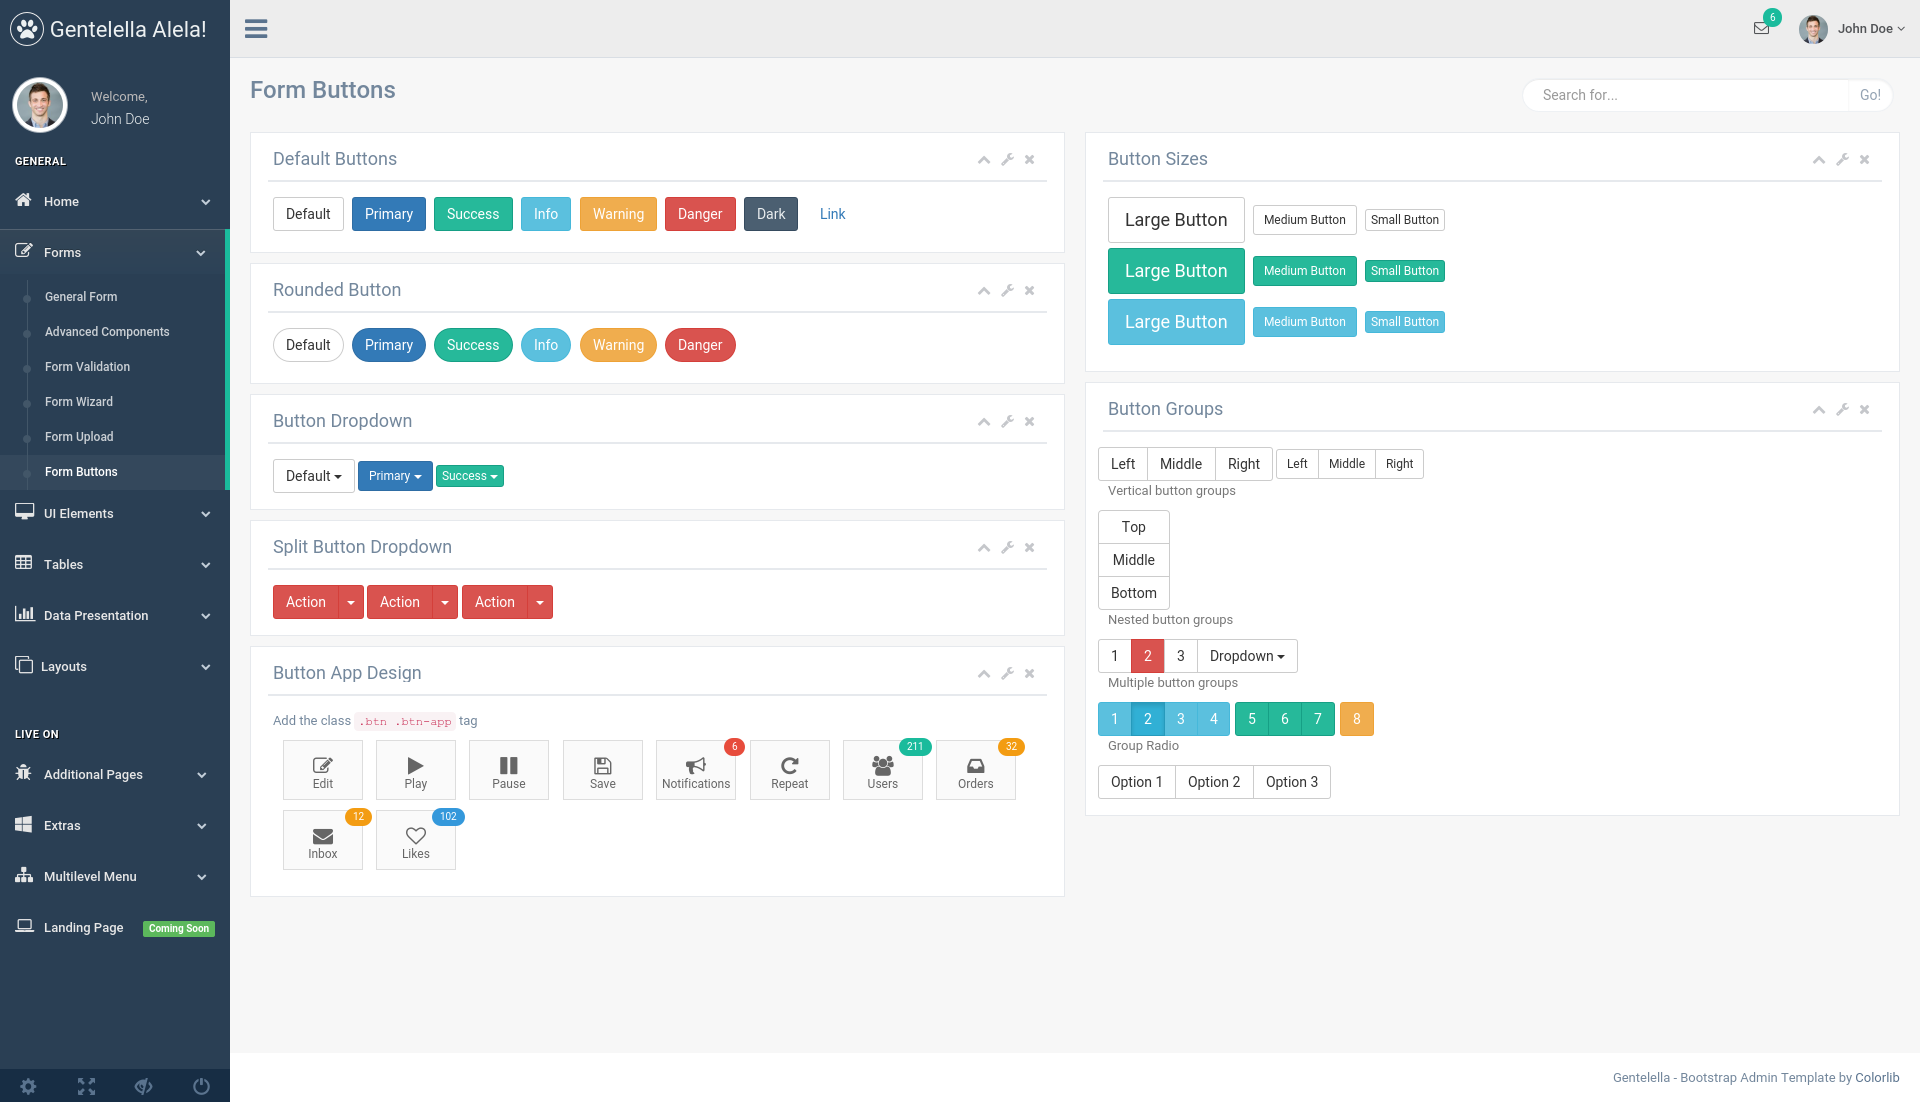 Gentelella Alela!
Welcome,
John Doe
GENERAL
Home
Forms
General Form
Advanced Components
Form Validation
Form Wizard
Form Upload
Form Buttons
UI Elements
Tables
Data Presentation
Layouts
LIVE ON
Additional Pages
Extras
Multilevel Menu
Landing Page Coming Soon
6
John Doe
Form Buttons
Search for... Go!
Default Buttons
Default Primary Success Info Warning Danger Dark Link
Rounded Button
Default Primary Success Info Warning Danger
Button Dropdown
Default Primary Success
Split Button Dropdown
Action Action Action
Button App Design
Add the class .btn .btn-app tag
6 211 32
Edit Play Pause Save Notifications Repeat Users Orders
12 102
Inbox Likes
Button Sizes
Large Button Medium Button Small Button
Large Button Medium Button Small Button
Large Button Medium Button Small Button
Button Groups
Left Middle Right Left Middle Right
Vertical button groups
Top
Middle
Bottom
Nested button groups
1 2 3 Dropdown
Multiple button groups
1 2 3 4 5 6 7 8
Group Radio
Option 1 Option 2 Option 3
Gentelella - Bootstrap Admin Template by Colorlib